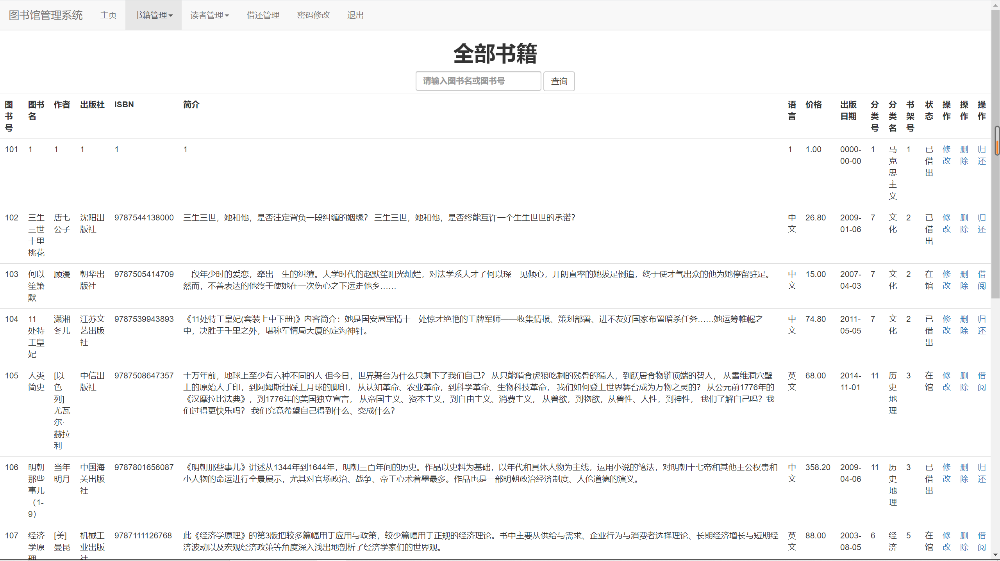 图书馆管理系统 主页 书籍管理 读者管理 借还管理 密码修改 退出
全部书籍
请输入图书名或图书号 查询
图书号 图书名 作者 出版社 ISBN 简介 语言 价格 出版日期 分类号 分类名 书架号 状态 操作 操作 操作
101 1 1 1 1 1 1 1.00 0000-00-00 1 马克思主义 1 已借出 修改 删除 归还
102 三生三世十里桃花 唐七公子 沈阳出版社 9787544138000 三生三世，她和他，是否注定背负一段纠缠的姻缘？ 三生三世，她和他，是否终能互许一个生生世世的承诺？ 中文 26.80 2009-01-06 7 文化 2 已借出 修改 删除 归还
103 何以笙箫默 顾漫 朝华出版社 9787505414709 一段年少时的爱恋，牵出一生的纠缠。大学时代的赵默笙阳光灿烂，对法学系大才子何以琛一见倾心，开朗直率的她拔足倒追，终于使才气出众的他为她停留驻足。
然而，不善表达的他终于使她在一次伤心之下远走他乡…… 中文 15.00 2007-04-03 7 文化 2 在馆 修改 删除 借阅
104 11处特工皇妃 潇湘冬儿 江苏文艺出版社 9787539943893 《11处特工皇妃(套装上中下册)》内容简介：她是国安局军情十一处惊才绝艳的王牌军师——收集情报、策划部署、进不友好国家布置暗杀任务……她运筹帷幄之
中，决胜于千里之外，堪称军情局大厦的定海神针。 中文 74.80 2011-05-05 7 文化 2 已借出 修改 删除 归还
105 人类简史 [以色列]尤瓦尔·赫拉利 中信出版社 9787508647357 十万年前，地球上至少有六种不同的人 但今日，世界舞台为什么只剩下了我们自己？ 从只能啃食虎狼吃剩的残骨的猿人，到跃居食物链顶端的智人， 从雪维洞穴壁
上的原始人手印，到阿姆斯壮踩上月球的脚印， 从认知革命、农业革命，到科学革命、生物科技革命， 我们如何登上世界舞台成为万物之灵的？ 从公元前1776年的
《汉摩拉比法典》，到1776年的美国独立宣言， 从帝国主义、资本主义，到自由主义、消费主义， 从兽欲，到物欲，从兽性、人性，到神性， 我们了解自己吗？我
们过得更快乐吗？ 我们究竟希望自己得到什么、变成什么？ 英文 68.00 2014-11-01 11 历史地理 3 在馆 修改 删除 借阅
106 明朝那些事儿（1-9） 当年明月 中国海关出版社 9787801656087 《明朝那些事儿》讲述从1344年到1644年，明朝三百年间的历史。作品以史料为基础，以年代和具体人物为主线，运用小说的笔法，对明朝十七帝和其他王公权贵和
小人物的命运进行全景展示，尤其对官场政治、战争、帝王心术着墨最多。作品也是一部明朝政治经济制度、人伦道德的演义。 中文 358.20 2009-04-06 11 历史地理 3 已借出 修改 删除 归还
107 经济学原理 [美]曼昆 机械工业出版社 9787111126768 此《经济学原理》的第3版把较多篇幅用于应用与政策，较少篇幅用于正规的经济理论。书中主要从供给与需求、企业行为与消费者选择理论、长期经济增长与短期经
济波动以及宏观经济政策等角度深入浅出地剖析了经济学家们的世界观。 英文 88.00 2003-08-05 6 经济 5 在馆 修改 删除 借阅